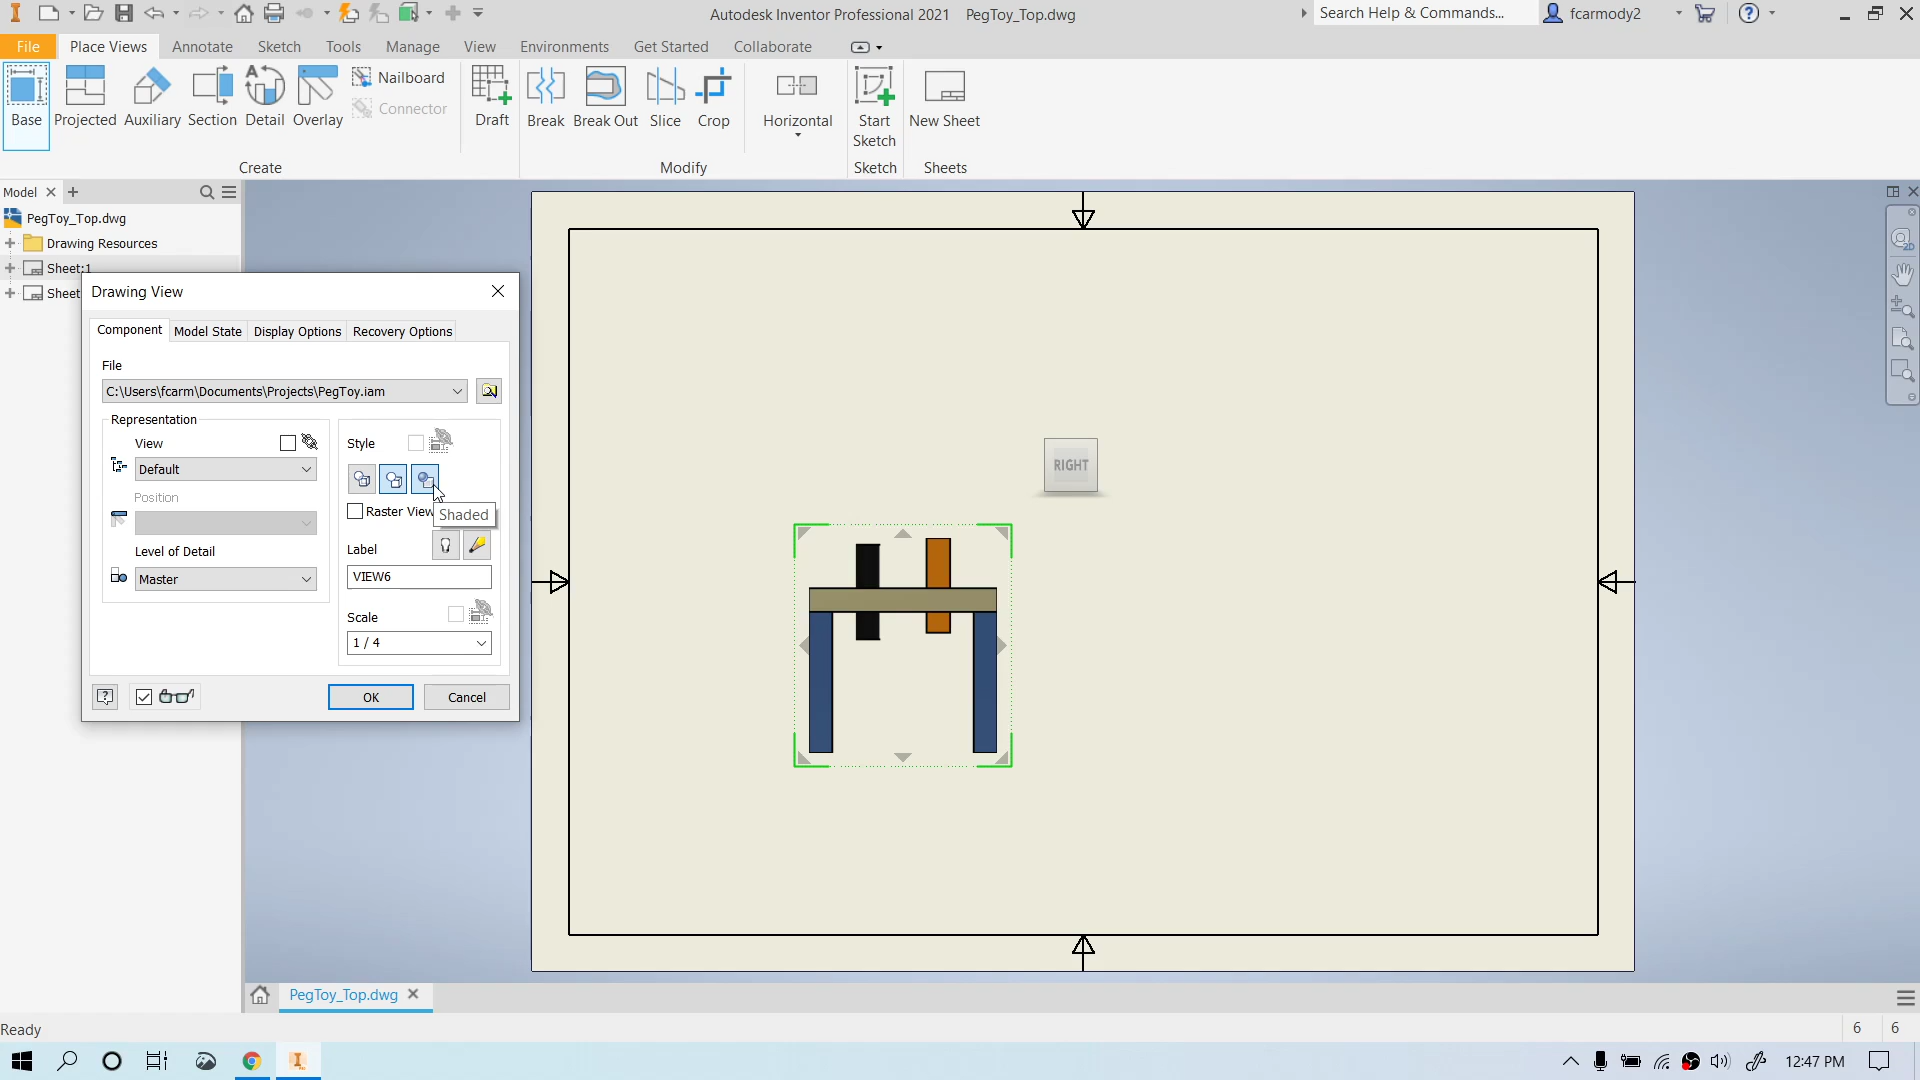 Autodesk Inventor Professional 2021 PegToy_Top.dwg
Search Help & Commands...
fcarmody2
File Place Views Annotate Sketch Tools Manage View Environments Get Started Collaborate
Base
Projected
Auxiliary
Section
Detail
Overlay
Nailboard
Connector
Draft
Break
Break Out
Slice
Crop
Horizontal
Start
Sketch
New Sheet
Create
Modify
Sketch
Sheets
Model
PegToy_Top.dwg
Drawing Resources
Sheet:1
Sheet
Drawing View
Component Model State Display Options Recovery Options
File
C:\Users\fcarm\Documents\Projects\PegToy.iam
Representation
View
Default
Position
Level of Detail
Master
Style
Raster View
Shaded
Label
VIEW6
Scale
1 / 4
OK
Cancel
RIGHT
PegToy_Top.dwg
Ready
6 6
12:47 PM